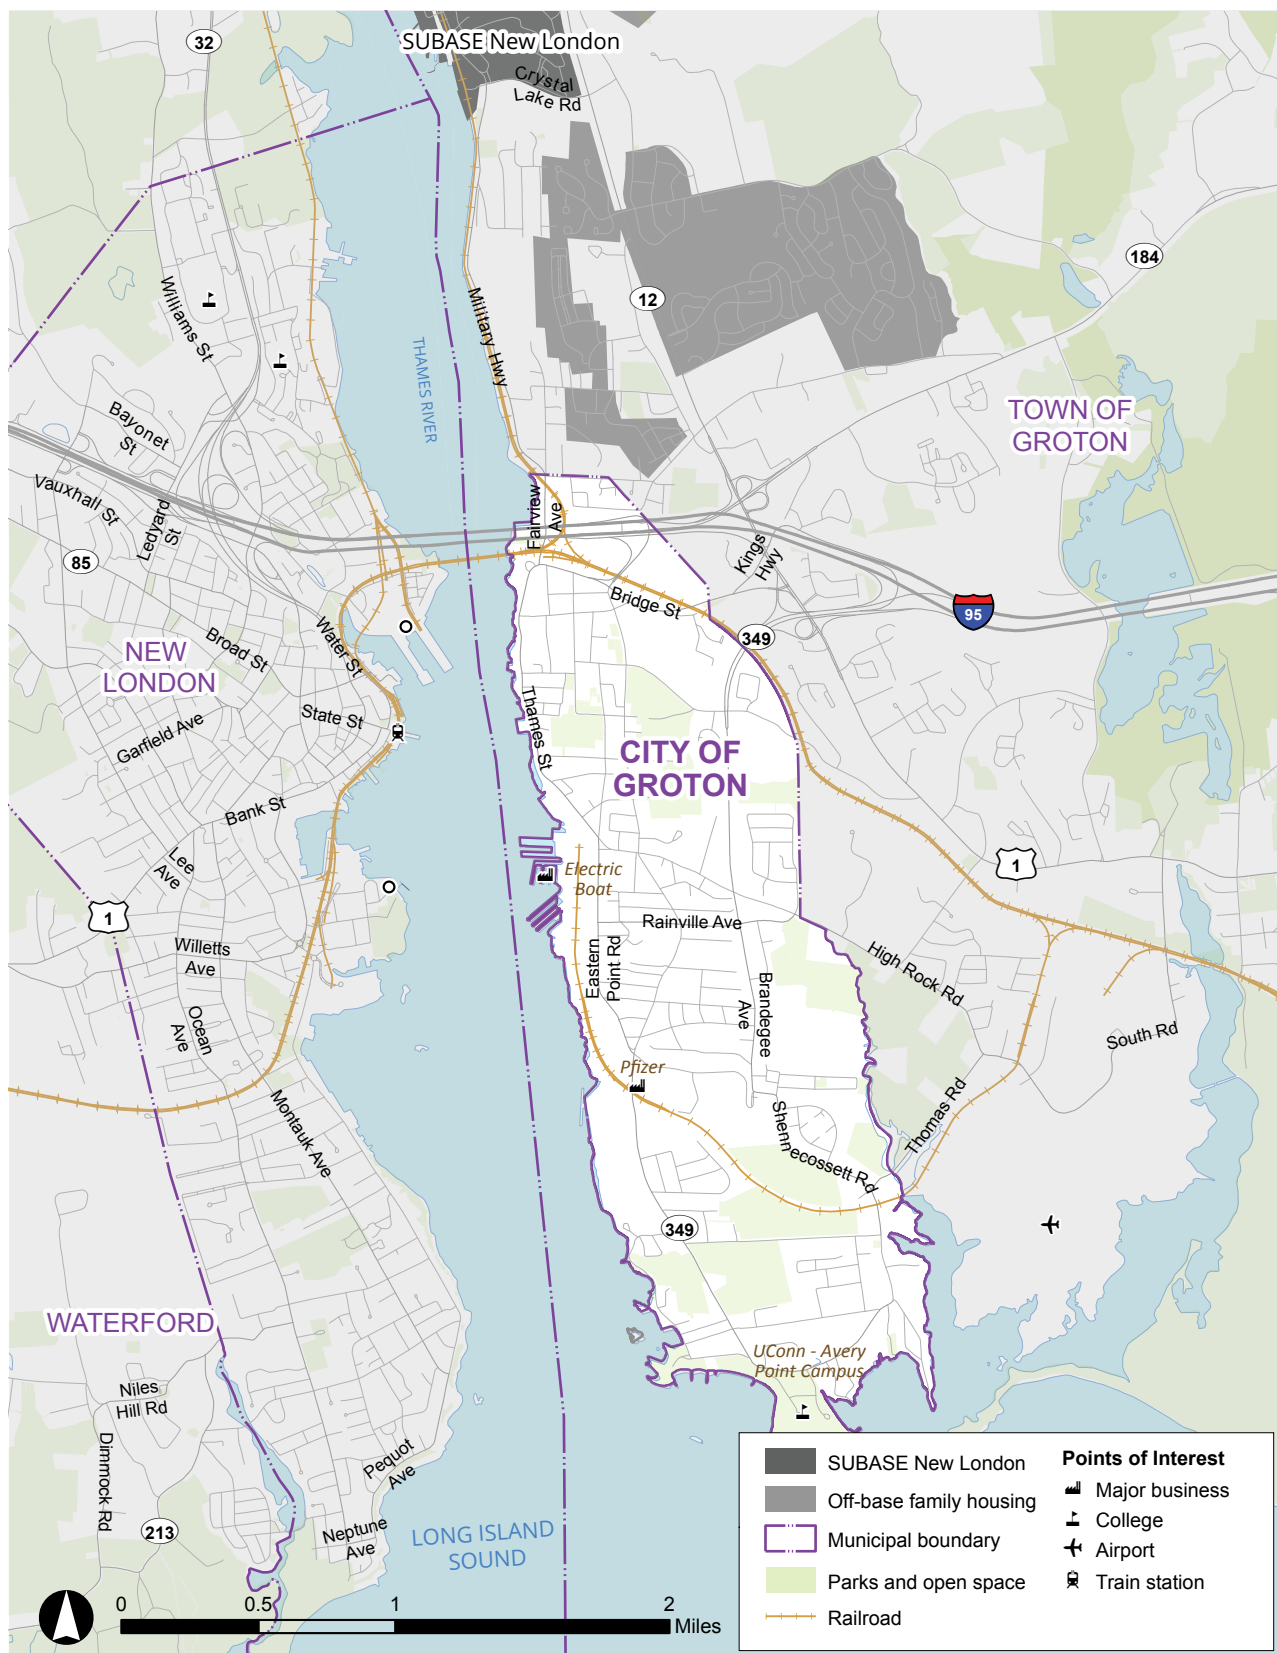 SUBASE New London
32
Crystal
Lake Rd
184
12
Williams St
Military Hwy
THAMES RIVER
TOWN OF
GROTON
Bayonet
St
Vauxhall St
Ledyard
St
Fairview
Ave
85
Kings
Hwy
95
Bridge St
349
Broad St
Water St
NEW
LONDON
State St
Garfield Ave
Thames St
CITY OF
GROTON
Bank St
Lee
Ave
1
Electric
Boat
1
Rainville Ave
Willetts
Ave
Eastern
Point Rd
High Rock Rd
Brandegee
Ave
Ocean
Ave
South Rd
Pfizer
Montauk Ave
Thomas Rd
Shennecossett Rd
349
WATERFORD
UConn - Avery
Point Campus
Niles
Hill Rd
Dimmock Rd
Pequot
Ave
213
Neptune
Ave
LONG ISLAND
SOUND
0 0.5 1 2
Miles
SUBASE New London
Off-base family housing
Municipal boundary
Parks and open space
Railroad
Points of Interest
Major business
College
Airport
Train station